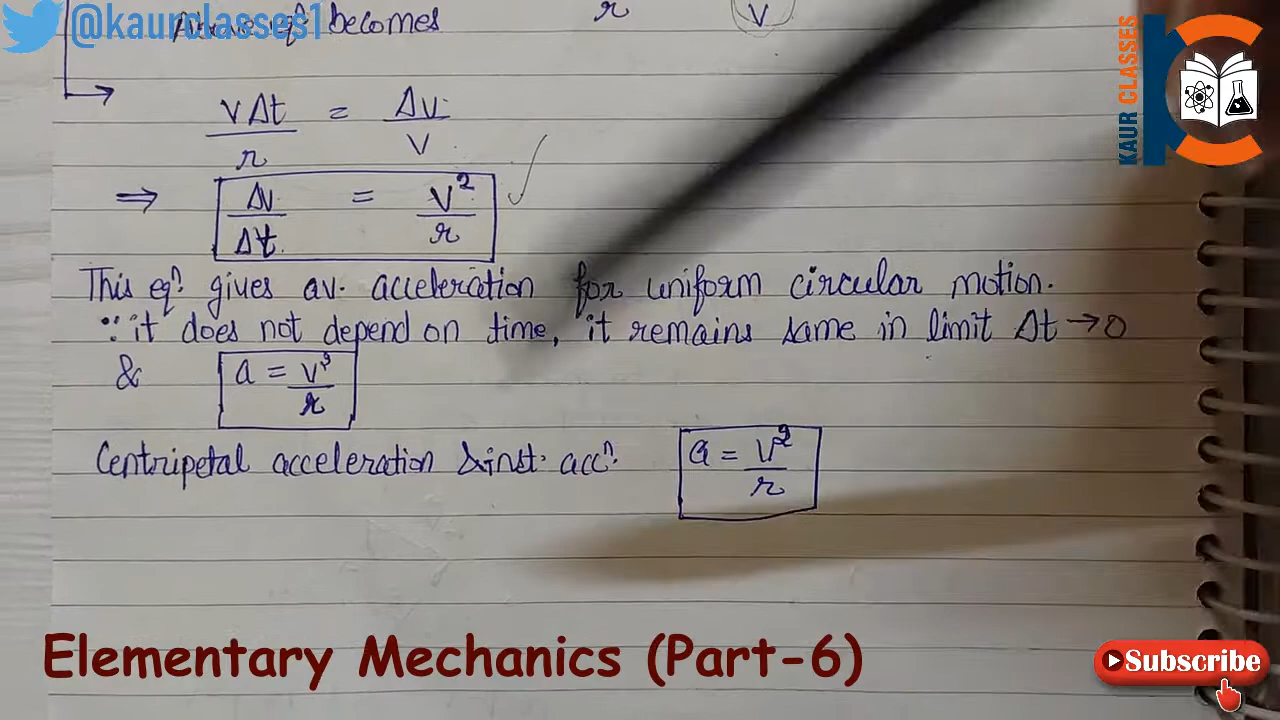 @kaurclasses1
Above eqn becomes
r V
KAUR CLASSES
VΔt = Δv
r V
⇒ Δv = V²
Δt r
This eqn gives av. acceleration for uniform circular motion.
∵ it does not depend on time, it remains same in limit Δt → 0
& a = V²
r
Centripetal acceleration & inst. accn.
a = V²
r
Elementary Mechanics (Part-6)
Subscribe